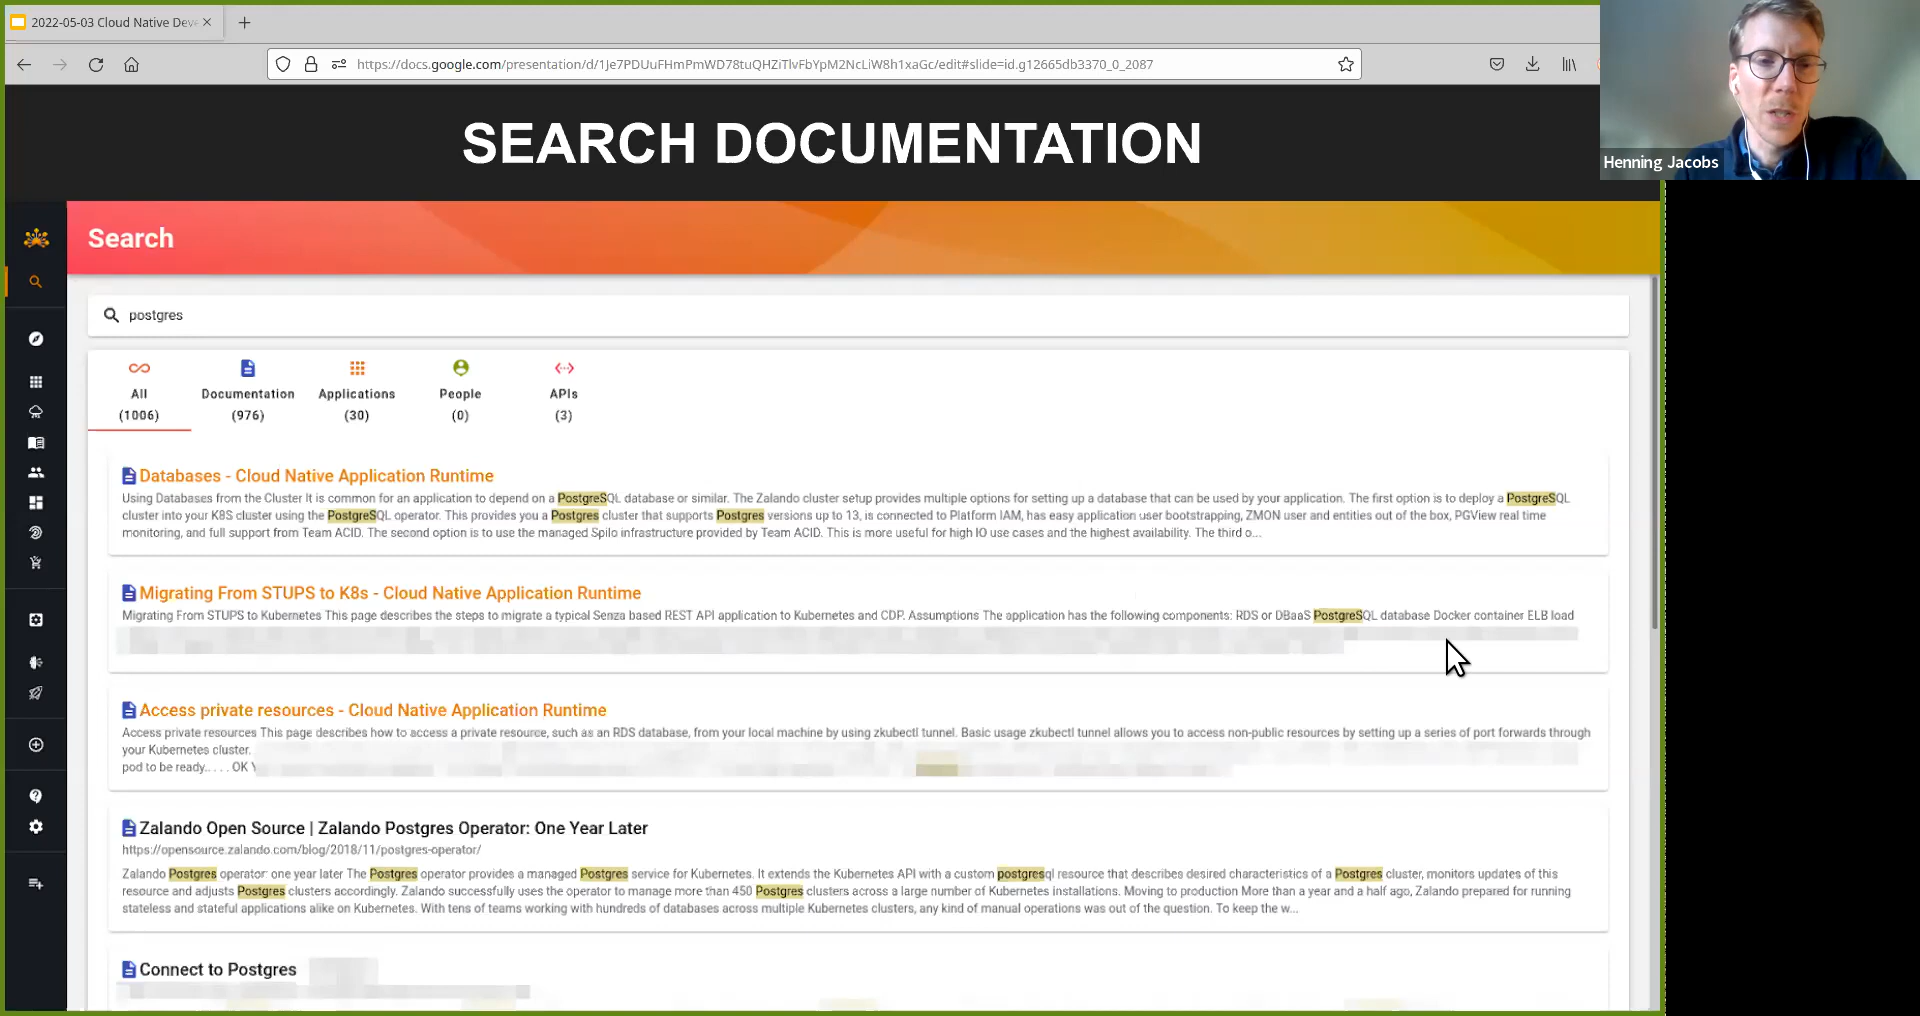 2022-05-03 Cloud Native Dev
https://docs.google.com/presentation/d/1Je7PDUuFHmPmWD78tuQHZiTlvFbYpM2NcLiW8h1xaGc/edit#slide=id.g12665db3370_0_2087
Henning Jacobs
SEARCH DOCUMENTATION
Search
postgres
All Documentation Applications People APIs
(1006) (976) (30) (0) (3)
Databases - Cloud Native Application Runtime
Using Databases from the Cluster It is common for an application to depend on a PostgreSQL database or similar. The Zalando cluster setup provides multiple options for setting up a database that can be used by your application. The first option is to deploy a PostgreSQL
cluster into your K8S cluster using the PostgreSQL operator. This provides you a Postgres cluster that supports Postgres versions up to 13, is connected to Platform IAM, has easy application user bootstrapping, ZMON user and entities out of the box, PGView real time
monitoring, and full support from Team ACID. The second option is to use the managed Spilo infrastructure provided by Team ACID. This is more useful for high IO use cases and the highest availability. The third o...
Migrating From STUPS to K8s - Cloud Native Application Runtime
Migrating From STUPS to Kubernetes This page describes the steps to migrate a typical Senza based REST API application to Kubernetes and CDP. Assumptions The application has the following components: RDS or DBaaS PostgreSQL database Docker container ELB load
Access private resources - Cloud Native Application Runtime
Access private resources This page describes how to access a private resource, such as an RDS database, from your local machine by using zkubectl tunnel. Basic usage zkubectl tunnel allows you to access non-public resources by setting up a series of port forwards through
your Kubernetes cluster.
pod to be ready.. . . . OK
Zalando Open Source | Zalando Postgres Operator: One Year Later
https://opensource.zalando.com/blog/2018/11/postgres-operator/
Zalando Postgres operator: one year later The Postgres operator provides a managed Postgres service for Kubernetes. It extends the Kubernetes API with a custom postgresql resource that describes desired characteristics of a Postgres cluster, monitors updates of this
resource and adjusts Postgres clusters accordingly. Zalando successfully uses the operator to manage more than 450 Postgres clusters across a large number of Kubernetes installations. Moving to production More than a year and a half ago, Zalando prepared for running
stateless and stateful applications alike on Kubernetes. With tens of teams working with hundreds of databases across multiple Kubernetes clusters, any kind of manual operations was out of the question. To keep the w...
Connect to Postgres